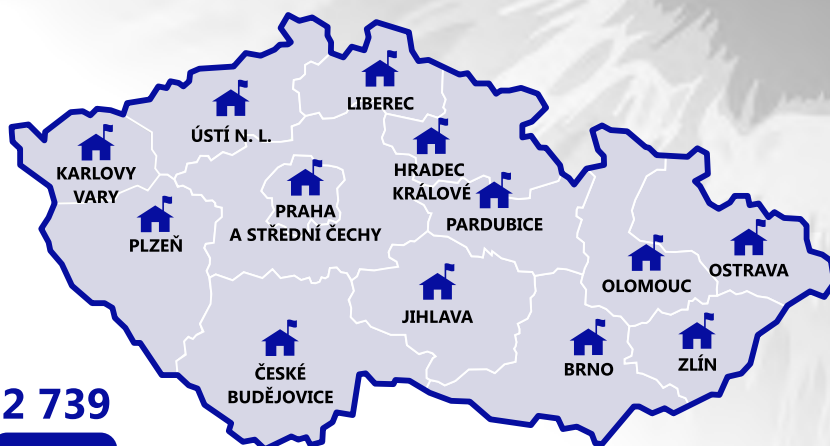 LIBEREC
ÚSTÍ N. L.
KARLOVY
VARY
HRADEC
KRÁLOVÉ
PRAHA
A STŘEDNÍ ČECHY
PARDUBICE
PLZEŇ
OLOMOUC
OSTRAVA
JIHLAVA
ČESKÉ
BUDĚJOVICE
BRNO
ZLÍN
2 739